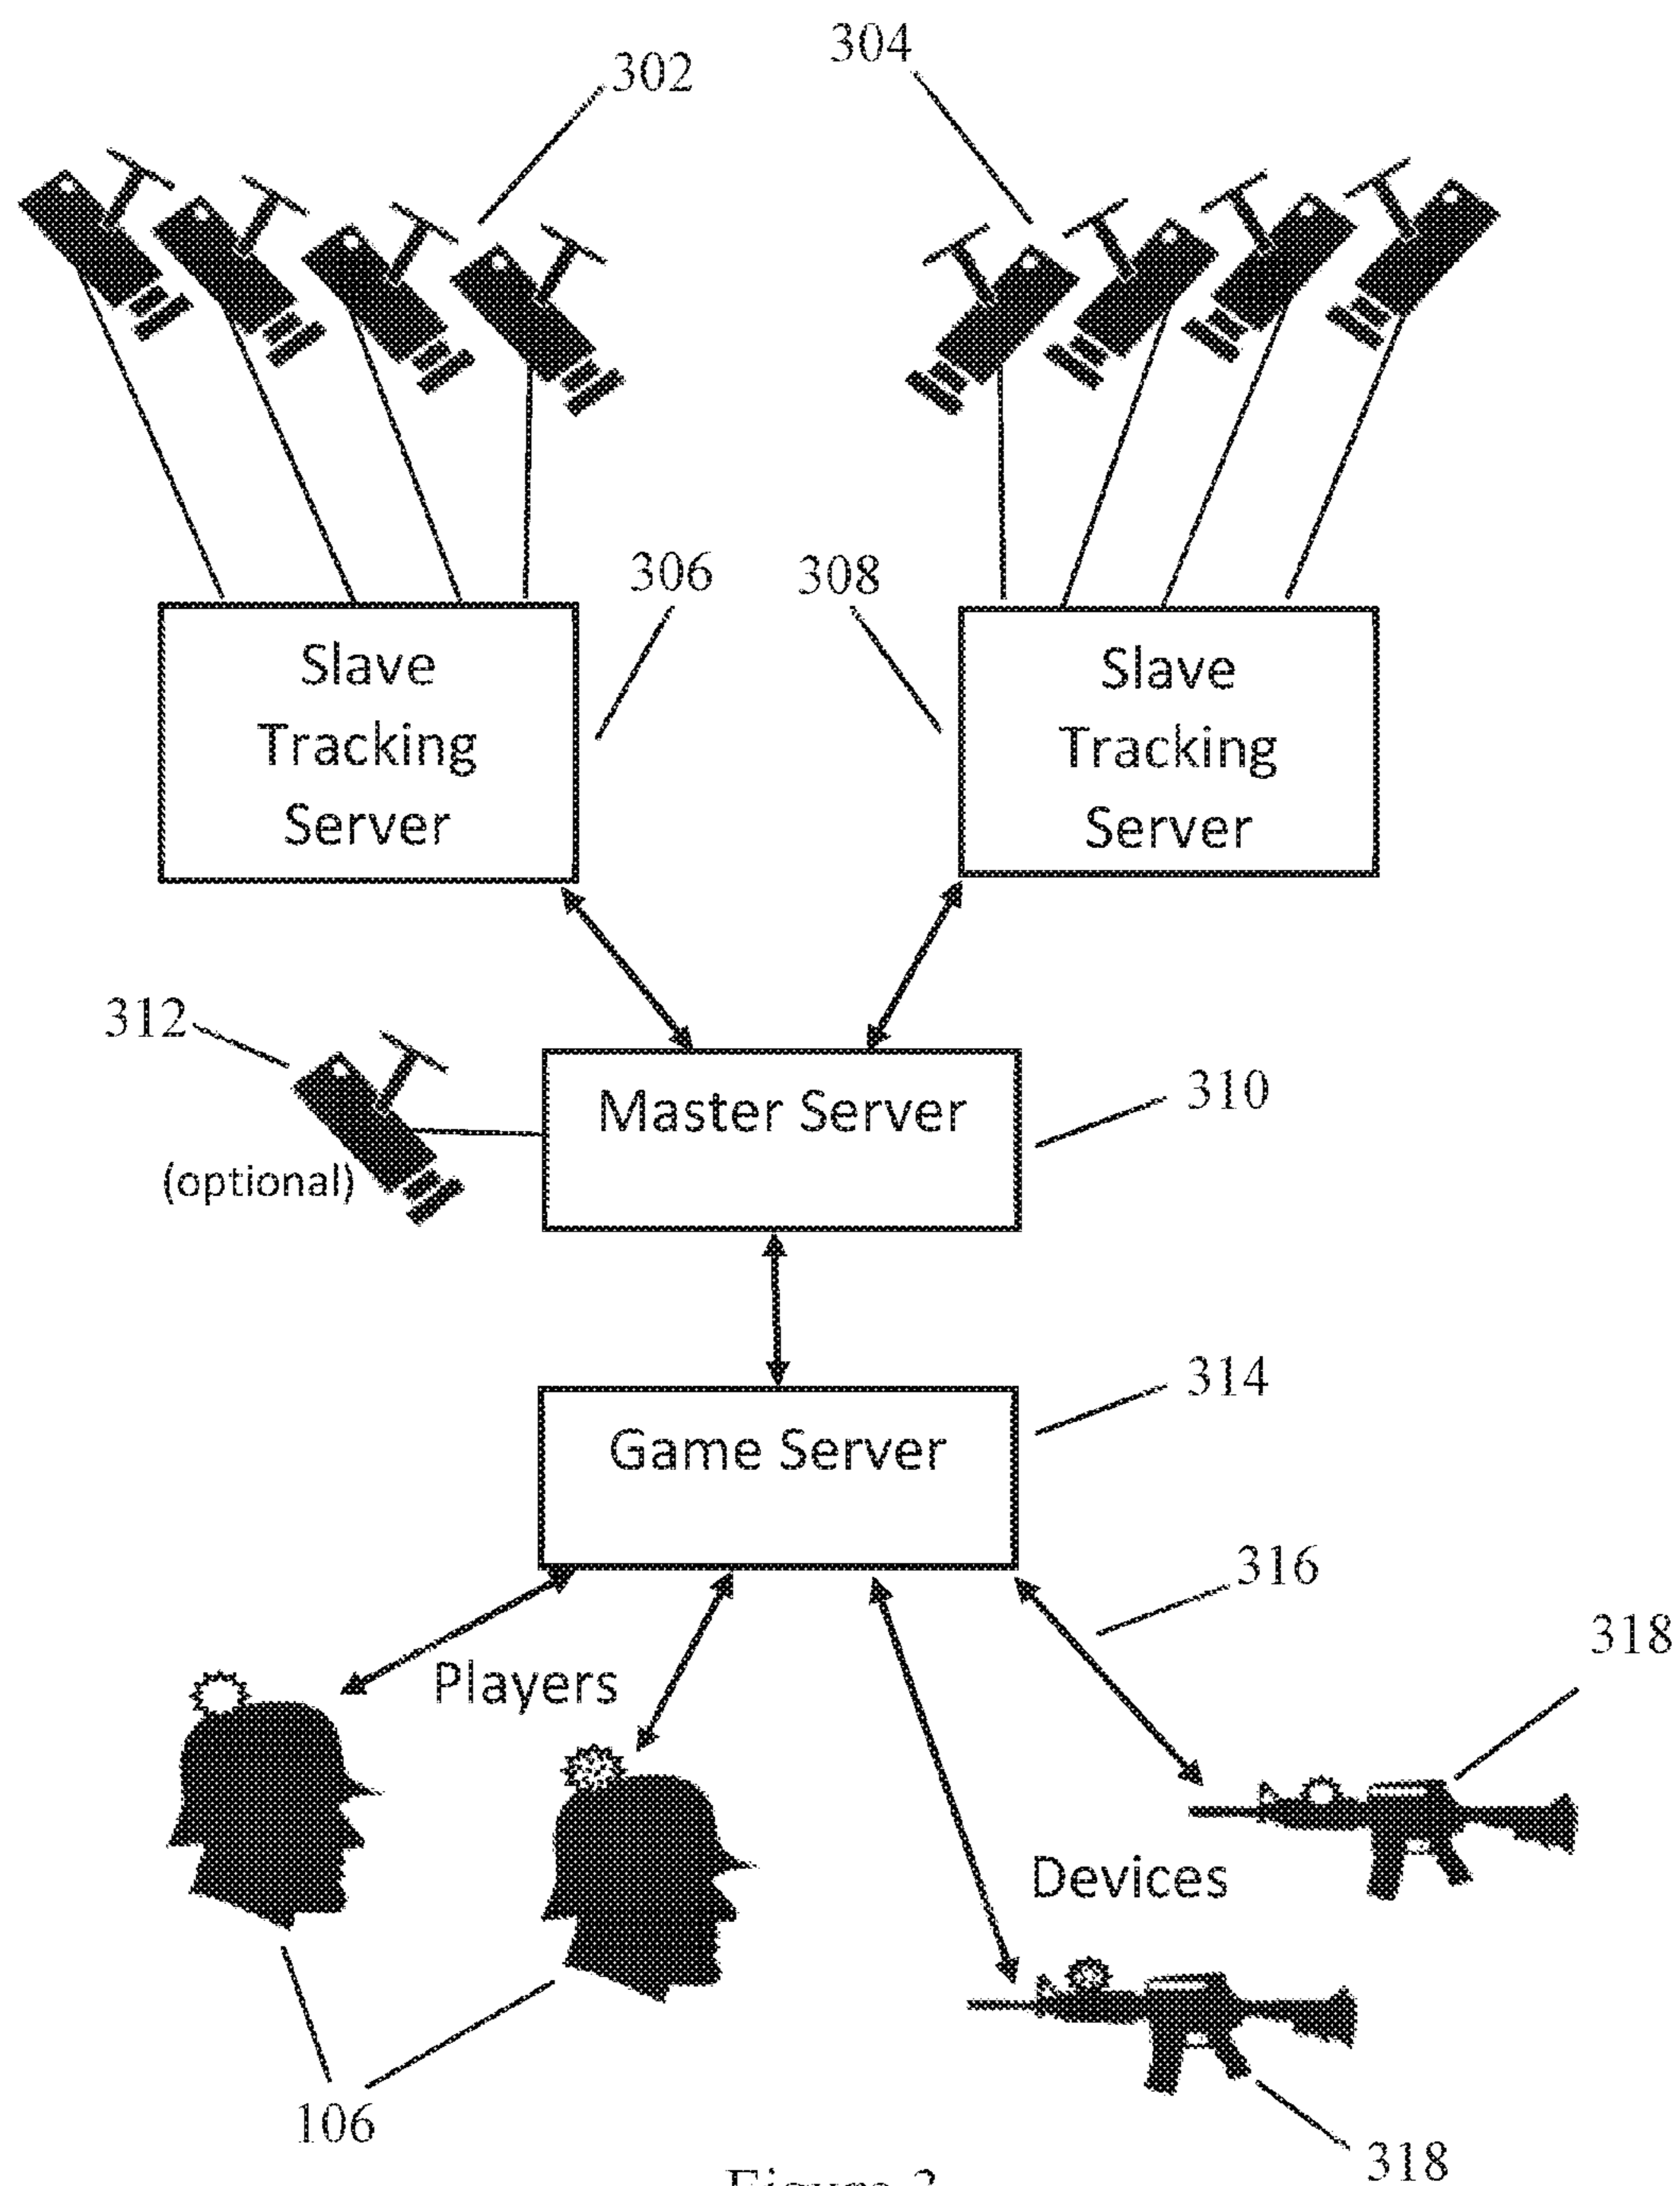 304
302
306
308
Slave
Tracking
Server
Slave
Tracking
Server
312
(optional)
Master Server
310
Game Server
314
316
318
Players
Devices
106
318